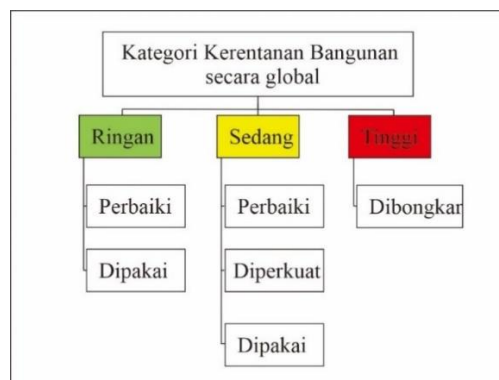 Kategori Kerentanan Bangunan
secara global
Ringan
Sedang
Tinggi
Perbaiki
Perbaiki
Dibongkar
Dipakai
Diperkuat
Dipakai